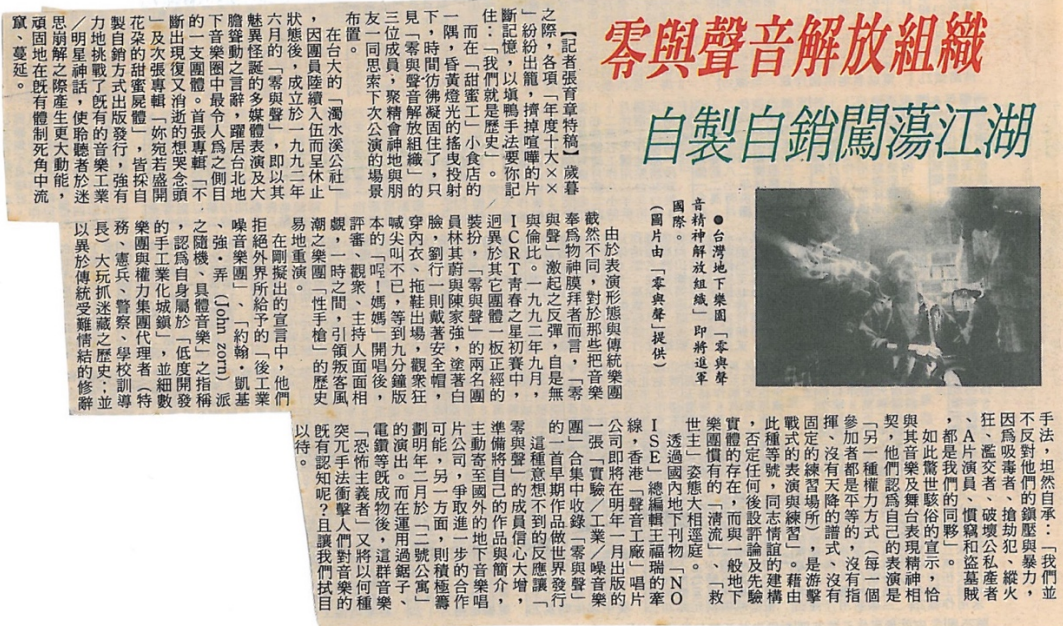 零與聲音解放組織
自製自銷闖蕩江湖
【記者張育章特稿】歲暮
之際,各項「年度十大××
」紛紛出籠,擠掉喧嘩的片
斷記憶,以填鴨手法要你記
住:「我們就是歷史」。
而在「甜蜜工」小食店的
一隅,昏黃燈光的搖曳投射
下,時間彷彿凝固住了,只
見「零與聲音解放組織」的
三位成員,聚精會神地與朋
友一同思索下次公演的場景
布置。
在台大的「濁水溪公社」
,因團員陸續入伍而呈休止
狀態後,成立於一九九二年
六月的「零與聲」,即以其
魅異怪誕的多媒體表演及大
膽聳動之言辭,躍居台北地
下音樂圈中最令人為之側目
的一支團體。首張專輯「不
斷出現復又消逝的想哭念頭
」及次張專輯「妳宛若盛開
花朵的甜蜜屍體」,皆採自
製自銷方式出版發行,強有
力地挑戰了既有的音樂工業
/明星神話,使聆聽者於迷
思崩解之際產生更大動能,
頑固地在既有體制死角中流
竄、蔓延。
●台灣地下樂團「零與聲
音精神解放組織」即將進軍
國際。
(圖片由「零與聲」提供)
由於表演形態與傳統樂團
截然不同,對於那些把音樂
奉為物神膜拜者而言,「零
與聲」激起之反彈,自是無
與倫比。一九九二年九月,
ICRT青春之星初賽中,
迥異於其它團體一板正經的
裝扮,「零與聲」的兩名團
員林其蔚與陳家強,塗著白
臉,劉行一則戴著安全帽,
穿內衣、拖鞋出場,觀眾狂
喊尖叫不已,等到九分鐘版
本的「呸!媽媽」開唱後,
評審、觀眾、主持人面面相
覷,一時之間,引領叛客風
潮之樂團「性手槍」的歷史
易地重演。
在剛擬出的宣言中,他們
拒絕外界所給予的「後工業
噪音樂團」、「約翰・凱基
、強・弄(John zorn)派
之隨機、具體音樂」之指稱
,認為自身屬於「低度開發
的手工業化城鎮」,並細數
樂團與權力集團代理者(特
務、憲兵、警察、學校訓導
長)大玩抓迷藏之歷史;並
以異於傳統受難情結的修辭
手法,坦然自承:「我們並
不反對他們的鎮壓與暴力,
因為吸毒者、搶劫犯、縱火
狂、濫交者、破壞公私產者
、A片演員、慣竊和盜墓賊
,都是我們的同夥」。
如此驚世駭俗的宣示,恰
與其音樂及舞台表現精神相
契,他們認為自己的表演是
「另一種權力方式(每一個
參加者都是平等的,沒有指
揮、沒有天降的譜式、沒有
固定的練習場所),是游擊
戰式的表演與練習」。藉由
此種等號,同志情誼的建構
,否定任何後設評論及先驗
實體的存在,而與一般地下
樂團慣有的「清流」、「救
世主」姿態大相逕庭。
透過國內地下刊物「NO
ISE」總編輯王福瑞的牽
線,香港「聲音工廠」唱片
公司即將在明年一月出版的
一張「實驗/工業/噪音樂
團」合集中收錄「零與聲」
的一首早期作品做世界發行
這種意想不到的反應讓「
零與聲」的成員信心大增,
準備將自己的作品與簡介,
主動寄至國外的地下音樂唱
片公司,爭取進一步的合作
可能,另一方面,則積極籌
劃明年二月於「二號公寓」
的演出。而在運用過鋸子、
電鑽等既成物後,這群音樂
「恐怖主義者」又將以何種
突兀手法衝擊人們對音樂的
既有認知呢?且讓我們拭目
以待。